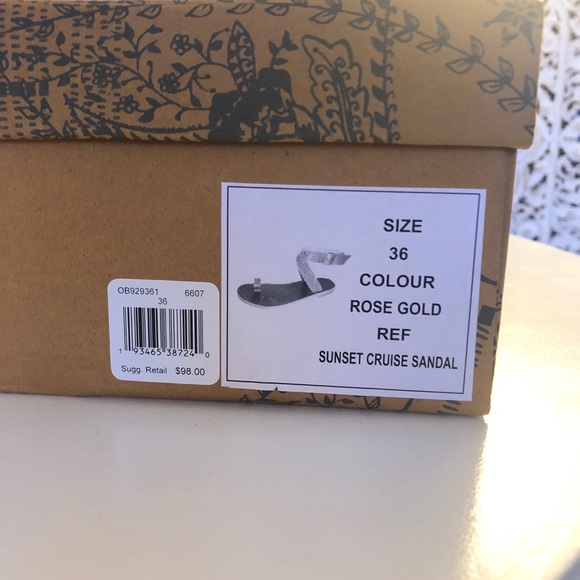 OB929361 6607
36
1 93465 38724 0
Sugg. Retail $98.00
SIZE
36
COLOUR
ROSE GOLD
REF
SUNSET CRUISE SANDAL